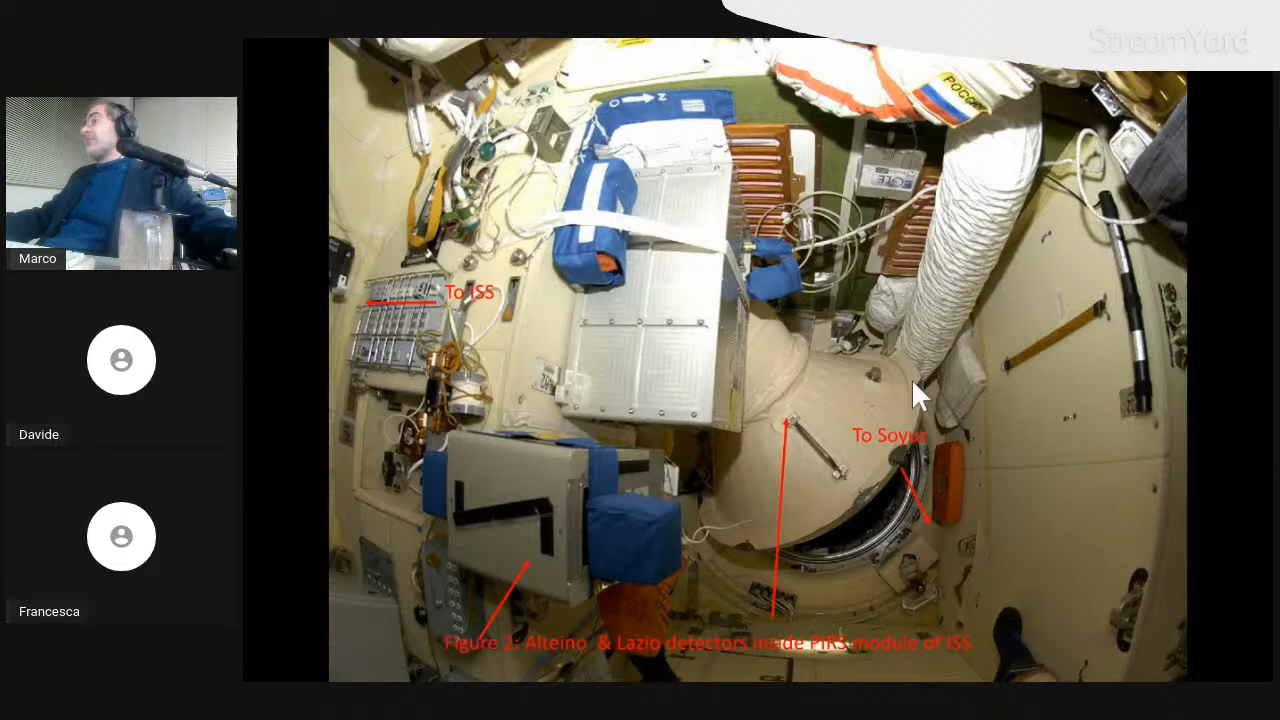 StreamYard
РОССИЯ
To ISS
To Soyuz
Figure 2: Alteino & Lazio detectors inside PIRS module of ISS
Marco
Davide
Francesca